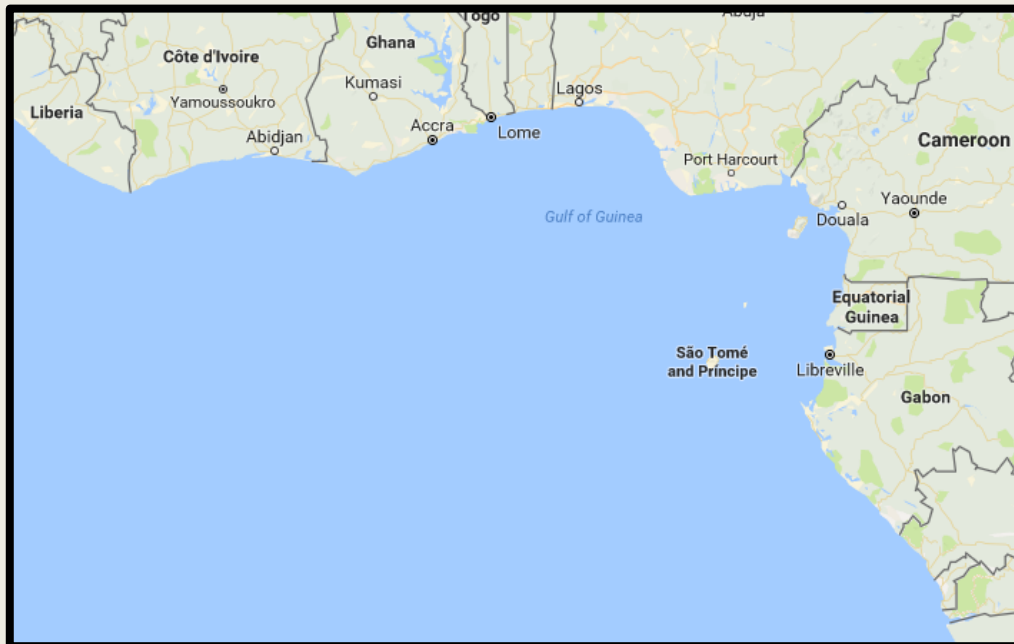 Togo
Abuja
Ghana
Côte d'Ivoire
Kumasi
Lagos
Yamoussoukro
Liberia
Accra
Lome
Abidjan
Cameroon
Port Harcourt
Yaounde
Gulf of Guinea
Douala
Equatorial
Guinea
São Tomé
and Príncipe
Libreville
Gabon